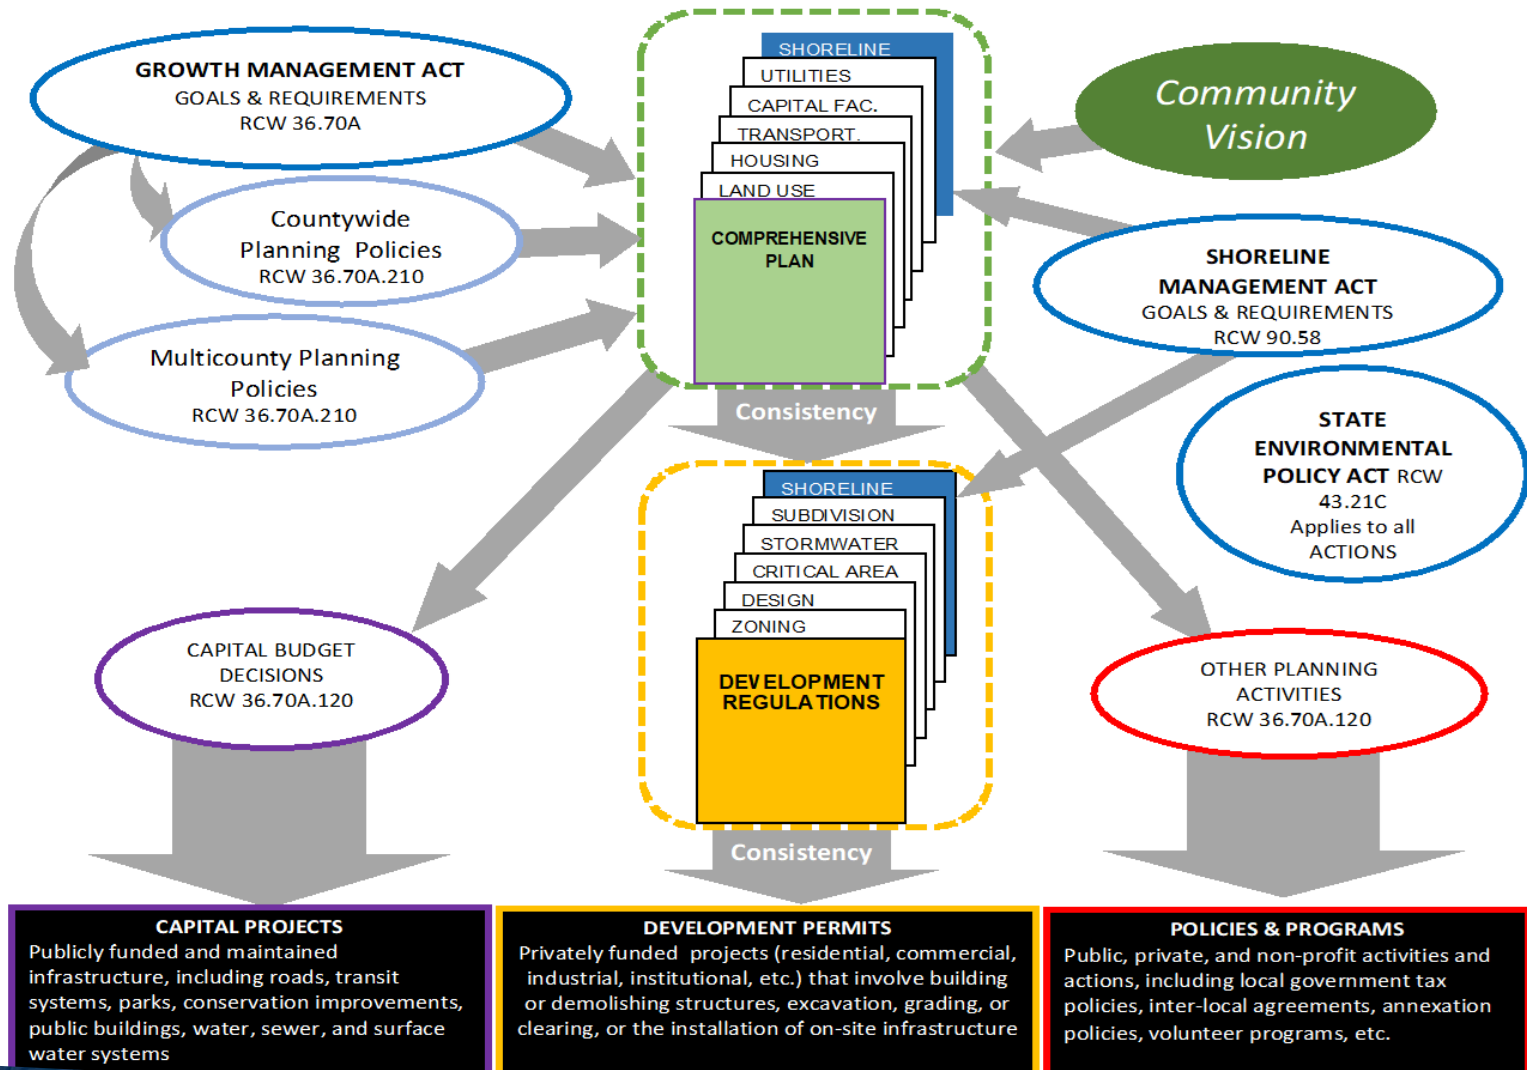 GROWTH MANAGEMENT ACT
GOALS & REQUIREMENTS
RCW 36.70A
Countywide
Planning Policies
RCW 36.70A.210
Multicounty Planning
Policies
RCW 36.70A.210
SHORELINE
UTILITIES
CAPITAL FAC.
TRANSPORT.
HOUSING
LAND USE
COMPREHENSIVE
PLAN
Community
Vision
SHORELINE
MANAGEMENT ACT
GOALS & REQUIREMENTS
RCW 90.58
STATE
ENVIRONMENTAL
POLICY ACT RCW
43.21C
Applies to all
ACTIONS
Consistency
SHORELINE
SUBDIVISION
STORMWATER
CRITICAL AREA
DESIGN
ZONING
DEVELOPMENT
REGULATIONS
CAPITAL BUDGET
DECISIONS
RCW 36.70A.120
OTHER PLANNING
ACTIVITIES
RCW 36.70A.120
Consistency
CAPITAL PROJECTS
Publicly funded and maintained
infrastructure, including roads, transit
systems, parks, conservation improvements,
public buildings, water, sewer, and surface
water systems
DEVELOPMENT PERMITS
Privately funded projects (residential, commercial,
industrial, institutional, etc.) that involve building
or demolishing structures, excavation, grading, or
clearing, or the installation of on-site infrastructure
POLICIES & PROGRAMS
Public, private, and non-profit activities and
actions, including local government tax
policies, inter-local agreements, annexation
policies, volunteer programs, etc.